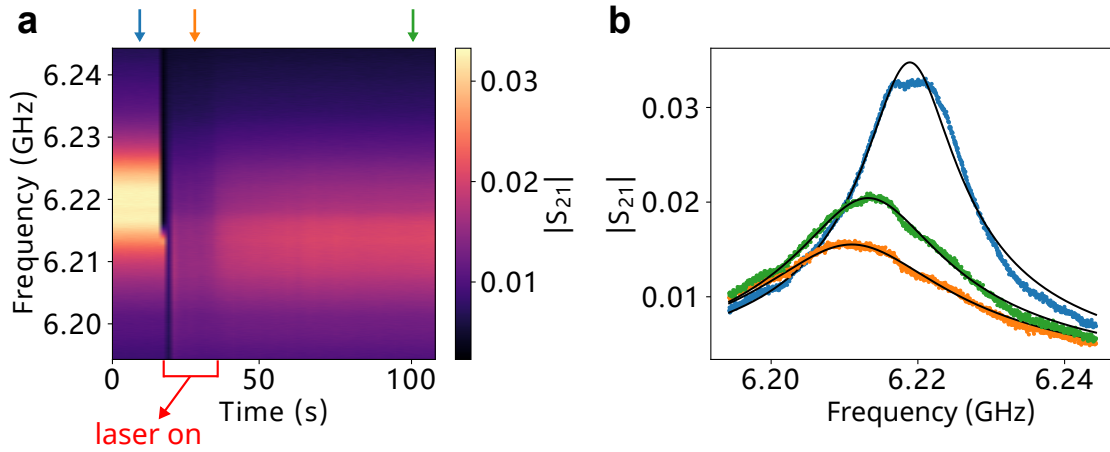 a
6.24
6.23
6.22
6.21
6.20
Frequency (GHz)
0
50
100
Time (s)
laser on
0.03
0.02
0.01
|S21|
b
0.03
0.02
0.01
|S21|
6.20
6.22
6.24
Frequency (GHz)